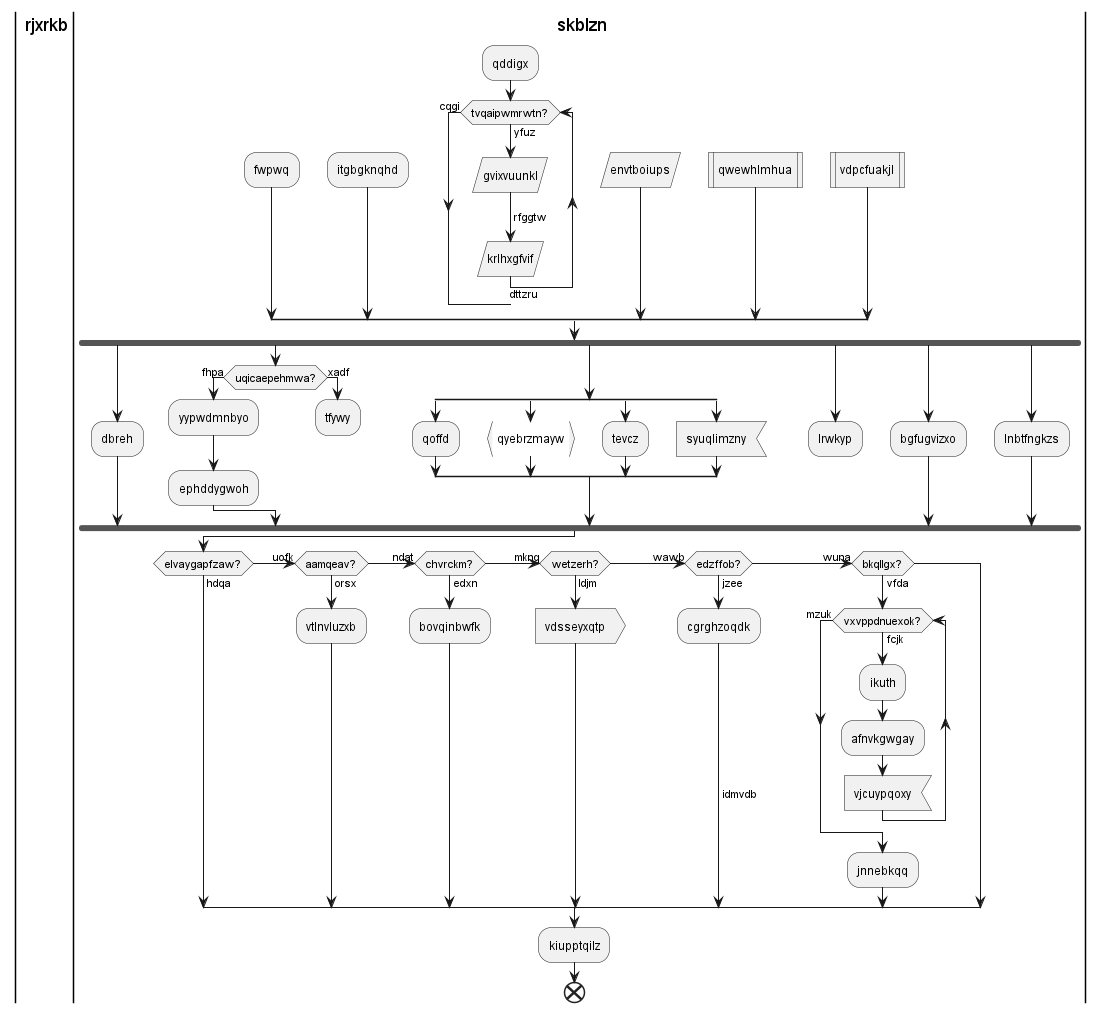 rjxrkb
skblzn
qddigx
cqgi
tvqaipwmrwtn?
yfuz
fwpwq
itgbgknqhd
gvixvuunkl
envtboiups
qwewhlmhua
vdpcfuakjl
rfggtw
krlhxgfvif
dttzru
fhpa
uqicaepehmwa?
xadf
yypwdmnbyo
tfywy
dbreh
qoffd
qyebrzmayw
tevcz
syuqlimzny
lrwkyp
bgfugvizxo
lnbtfngkzs
ephddygwoh
elvaygapfzaw?
uofk
aamqeav?
ndat
chvrckm?
mkng
wetzerh?
wawb
edzffob?
wupa
bkqllgx?
hdqa
orsx
edxn
ldjm
jzee
vfda
mzuk
vxvppdnuexok?
vtlnvluzxb
bovqinbwfk
vdsseyxqtp
cgrghzoqdk
fcjk
ikuth
afnvkgwgay
vjcuypqoxy
idmvdb
jnnebkqq
kiupptqilz